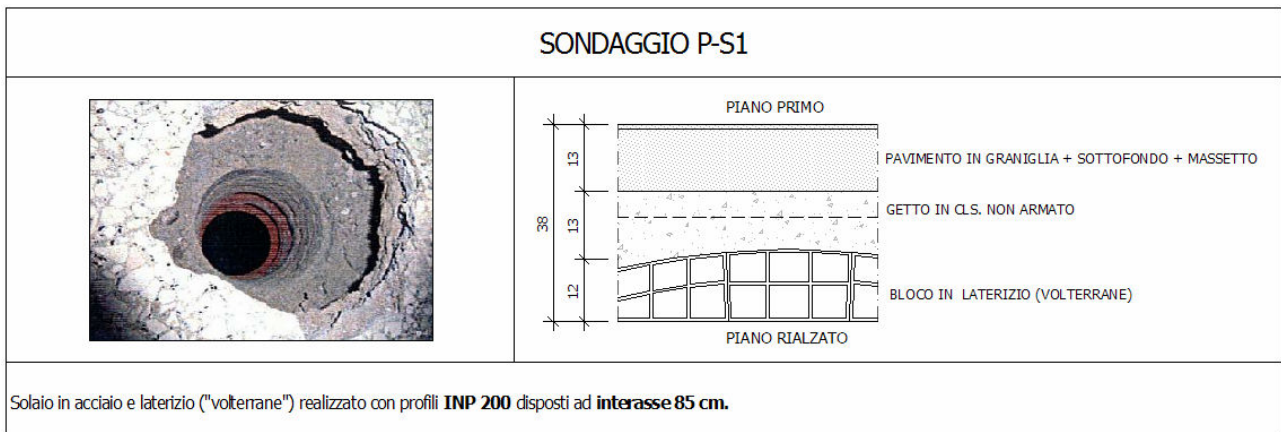 SONDAGGIO P-S1
PIANO PRIMO
13
PAVIMENTO IN GRANIGLIA + SOTTOFONDO + MASSETTO
38
13
GETTO IN CLS. NON ARMATO
12
BLOCO IN LATERIZIO (VOLTERRANE)
PIANO RIALZATO
Solaio in acciaio e laterizio ("volterrane") realizzato con profili INP 200 disposti ad interasse 85 cm.